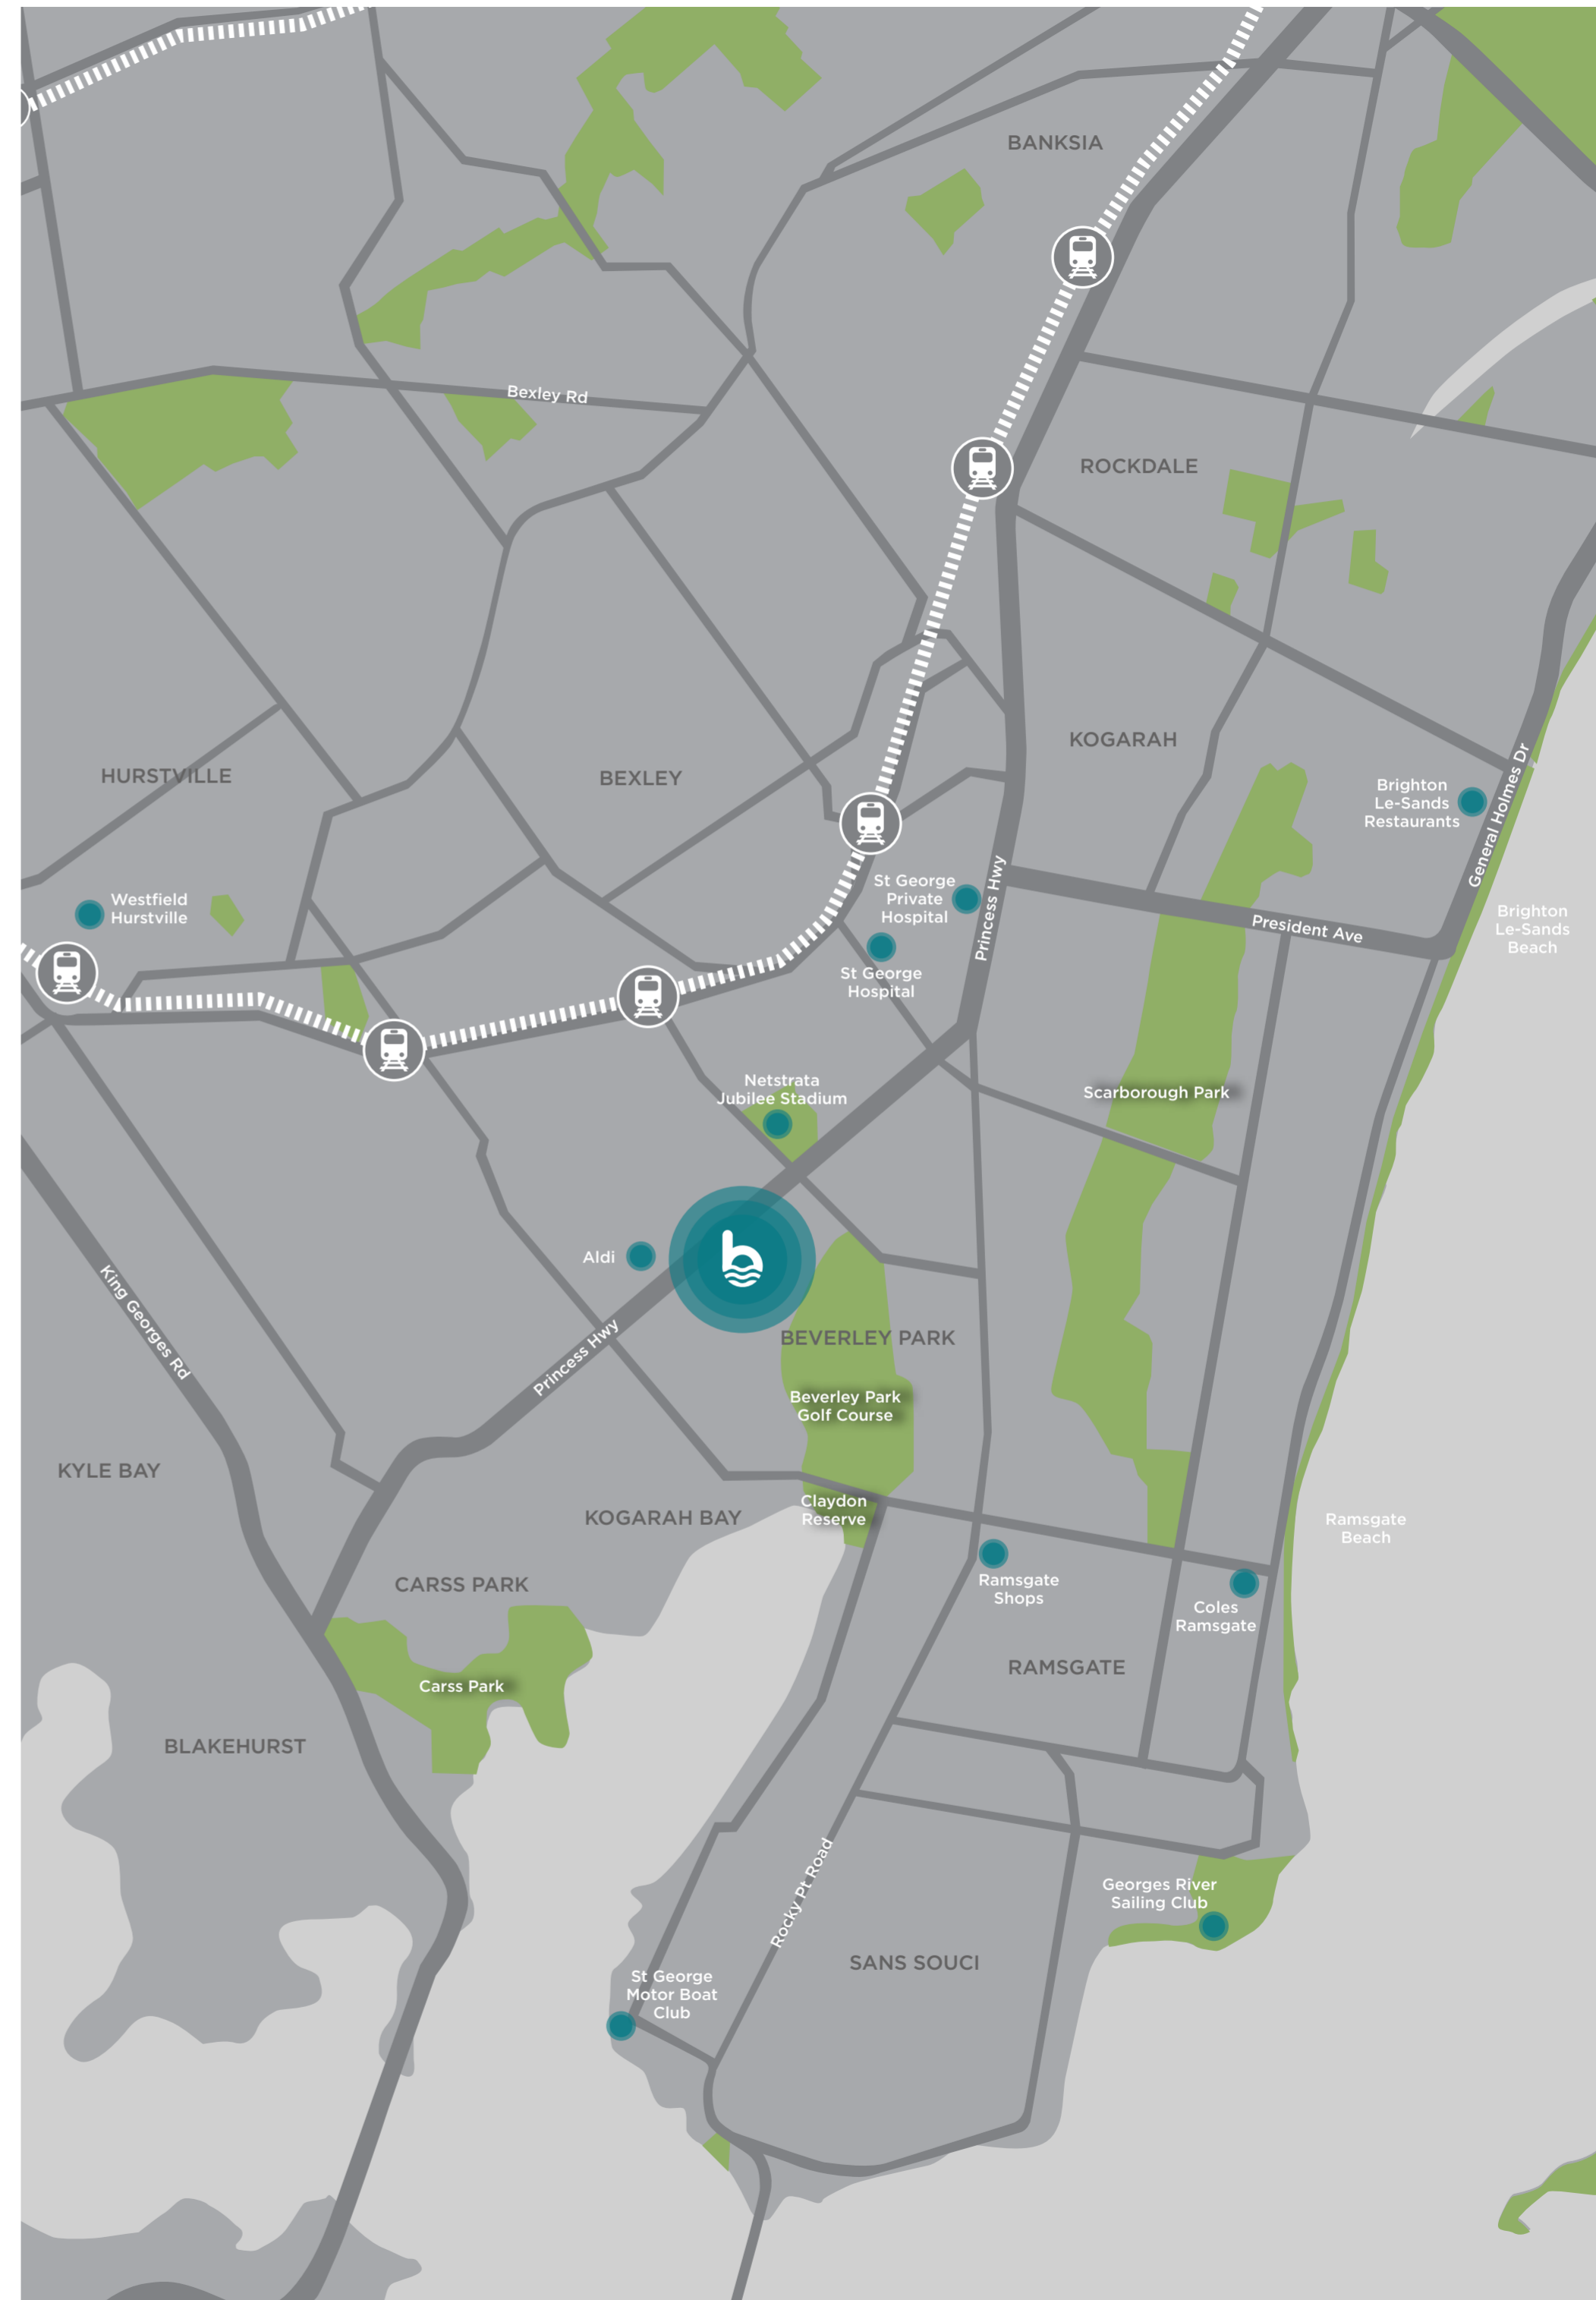 BANKSIA
Bexley Rd
ROCKDALE
KOGARAH
HURSTVILLE
BEXLEY
Brighton
Le-Sands
Restaurants
General Holmes Dr
Westfield
Hurstville
St George
Private
Hospital
Princess Hwy
President Ave
Brighton
Le-Sands
Beach
St George
Hospital
Netstrata
Jubilee Stadium
Scarborough Park
Aldi
b
King Georges Rd
Princess Hwy
BEVERLEY PARK
Beverley Park
Golf Course
KYLE BAY
Claydon
Reserve
KOGARAH BAY
Ramsgate
Beach
CARSS PARK
Ramsgate
Shops
Coles
Ramsgate
RAMSGATE
Carss Park
BLAKEHURST
Rocky Pt Road
Georges River
Sailing Club
SANS SOUCI
St George
Motor Boat
Club